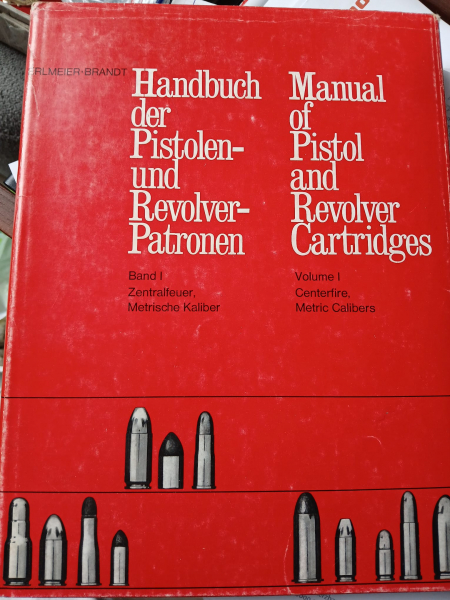 ERLMEIER·BRANDT
Handbuch
der
Pistolen-
und
Revolver-
Patronen
Band I
Zentralfeuer,
Metrische Kaliber
Manual
of
Pistol
and
Revolver
Cartridges
Volume I
Centerfire,
Metric Calibers